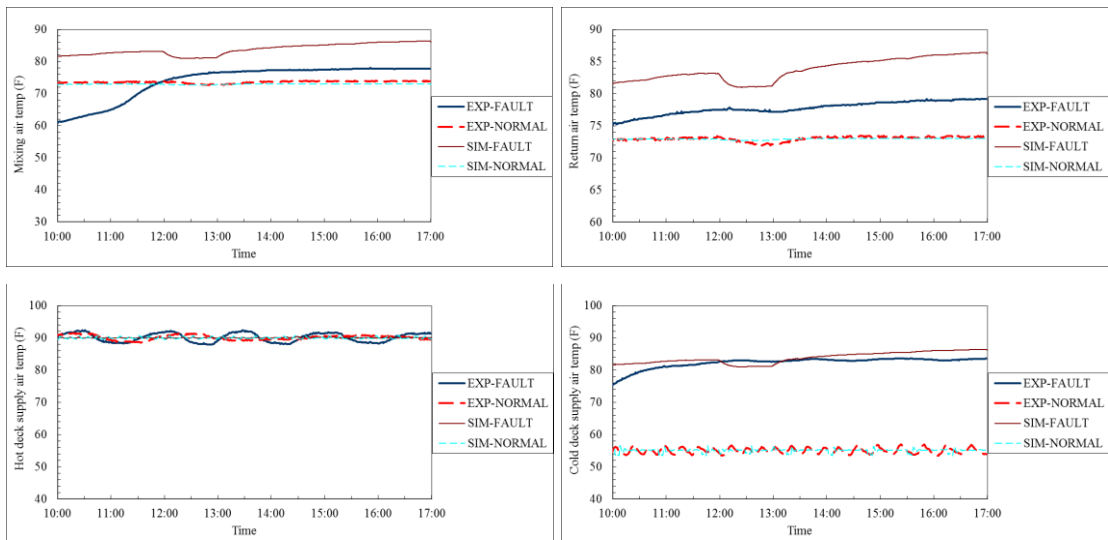 Mixing air temp (F)
90
80
70
60
50
40
30
10:00 11:00 12:00 13:00 14:00 15:00 16:00 17:00
Time
EXP-FAULT
EXP-NORMAL
SIM-FAULT
SIM-NORMAL
Return air temp (F)
90
85
80
75
70
65
60
10:00 11:00 12:00 13:00 14:00 15:00 16:00 17:00
Time
EXP-FAULT
EXP-NORMAL
SIM-FAULT
SIM-NORMAL
Hot deck supply air temp (F)
100
90
80
70
60
50
40
10:00 11:00 12:00 13:00 14:00 15:00 16:00 17:00
Time
EXP-FAULT
EXP-NORMAL
SIM-FAULT
SIM-NORMAL
Cold deck supply air temp (F)
100
90
80
70
60
50
40
10:00 11:00 12:00 13:00 14:00 15:00 16:00 17:00
Time
EXP-FAULT
EXP-NORMAL
SIM-FAULT
SIM-NORMAL